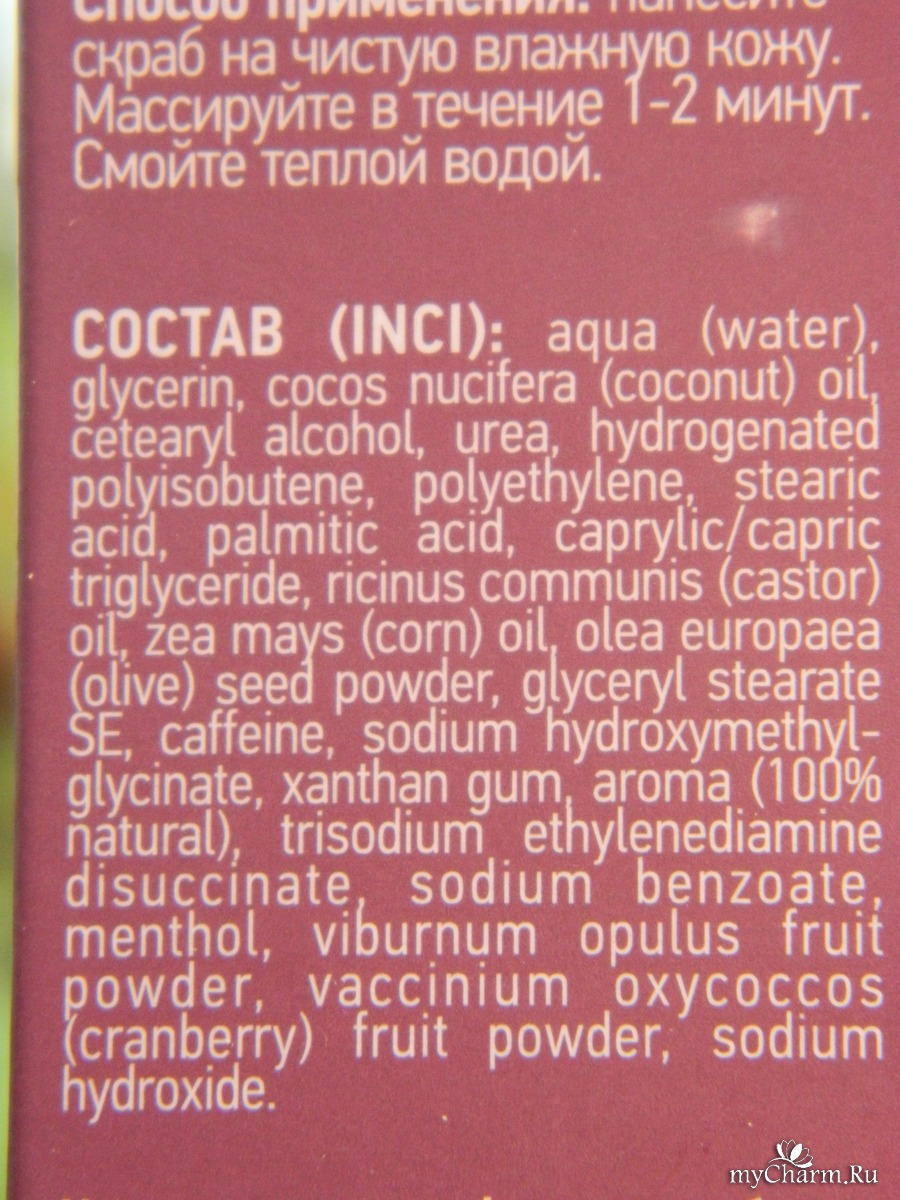 Способ применения: Нанесите
скраб на чистую влажную кожу.
Массируйте в течение 1-2 минут.
Смойте теплой водой.
СОСТАВ (INCI): aqua (water),
glycerin, cocos nucifera (coconut) oil,
cetearyl alcohol, urea, hydrogenated
polyisobutene, polyethylene, stearic
acid, palmitic acid, caprylic/capric
triglyceride, ricinus communis (castor)
oil, zea mays (corn) oil, olea europaea
(olive) seed powder, glyceryl stearate
SE, caffeine, sodium hydroxymethyl-
glycinate, xanthan gum, aroma (100%
natural), trisodium ethylenediamine
disuccinate, sodium benzoate,
menthol, viburnum opulus fruit
powder, vaccinium oxycoccos
(cranberry) fruit powder, sodium
hydroxide.
myCharm.Ru